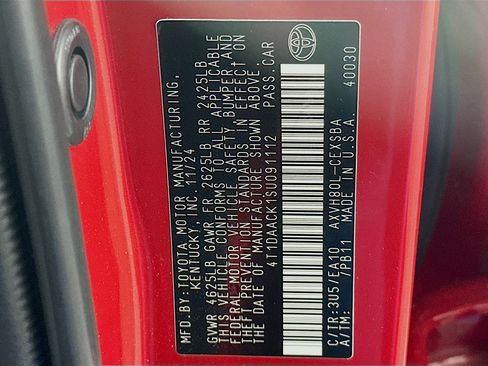 MFD.BY:TOYOTA MOTOR MANUFACTURING,
KENTUCKY, INC. 11/24
GVWR 4625LB GAWR FR 2625LB RR 2425LB
THIS VEHICLE CONFORMS TO ALL APPLICABLE
FEDERAL MOTOR VEHICLE SAFETY, BUMPER AND
THEFT PREVENTION STANDARDS IN EFFECT ON
THE DATE OF MANUFACTURE SHOWN ABOVE.
4T1DAACK1SU091112 PASS.CAR
C/TR:3U5/EA10 AXVH80L-CEXSBA
A/TM: /PB11 MADE IN U.S.A. 40030